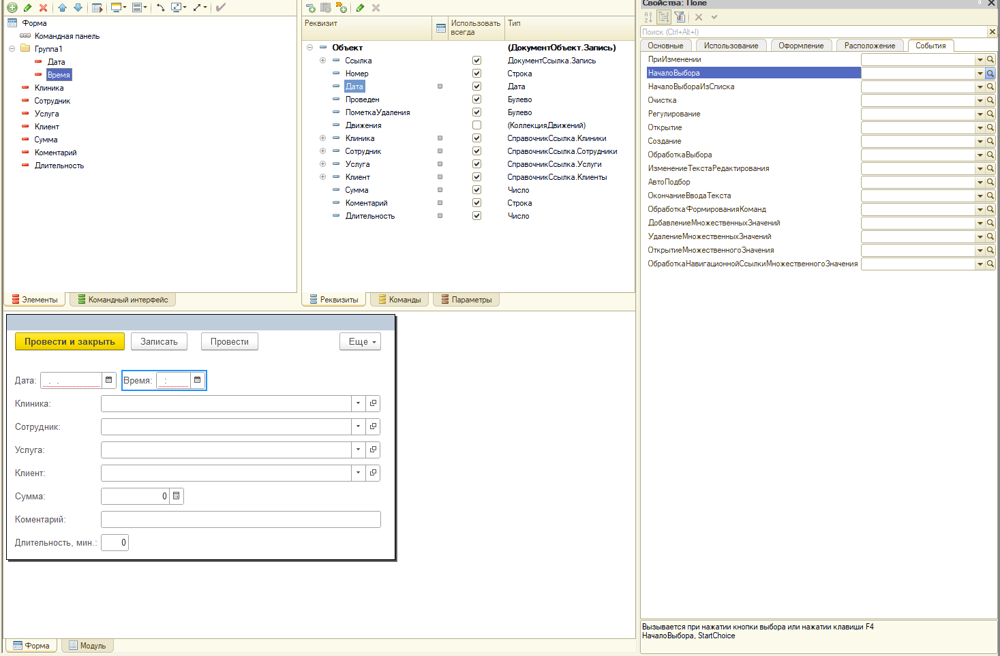 Свойства: Поле
Форма
Командная панель
Группа1
Дата
Время
Клиника
Сотрудник
Услуга
Клиент
Сумма
Коментарий
Длительность
Элементы
Командный интерфейс
Реквизит
Использовать всегда
Тип
Объект (ДокументОбъект.Запись)
Ссылка ДокументСсылка.Запись
Номер Строка
Дата Дата
Проведен Булево
ПометкаУдаления Булево
Движения (КоллекцияДвижений)
Клиника СправочникСсылка.Клиники
Сотрудник СправочникСсылка.Сотрудники
Услуга СправочникСсылка.Услуги
Клиент СправочникСсылка.Клиенты
Сумма Число
Коментарий Строка
Длительность Число
Реквизиты
Команды
Параметры
Поиск (Ctrl+Alt+I)
Основные
Использование
Оформление
Расположение
События
ПриИзменении
НачалоВыбора
НачалоВыбораИзСписка
Очистка
Регулирование
Открытие
Создание
ОбработкаВыбора
ИзменениеТекстаРедактирования
АвтоПодбор
ОкончаниеВводаТекста
ОбработкаФормированияКоманд
ДобавлениеМножественныхЗначений
УдалениеМножественныхЗначений
ОткрытиеМножественногоЗначения
ОбработкаНавигационнойСсылкиМножественногоЗначения
Провести и закрыть
Записать
Провести
Еще
Дата: . .
Время: :
Клиника:
Сотрудник:
Услуга:
Клиент:
Сумма: 0
Коментарий:
Длительность, мин.: 0
Форма
Модуль
Вызывается при нажатии кнопки выбора или нажатии клавиши F4
НачалоВыбора, StartChoice